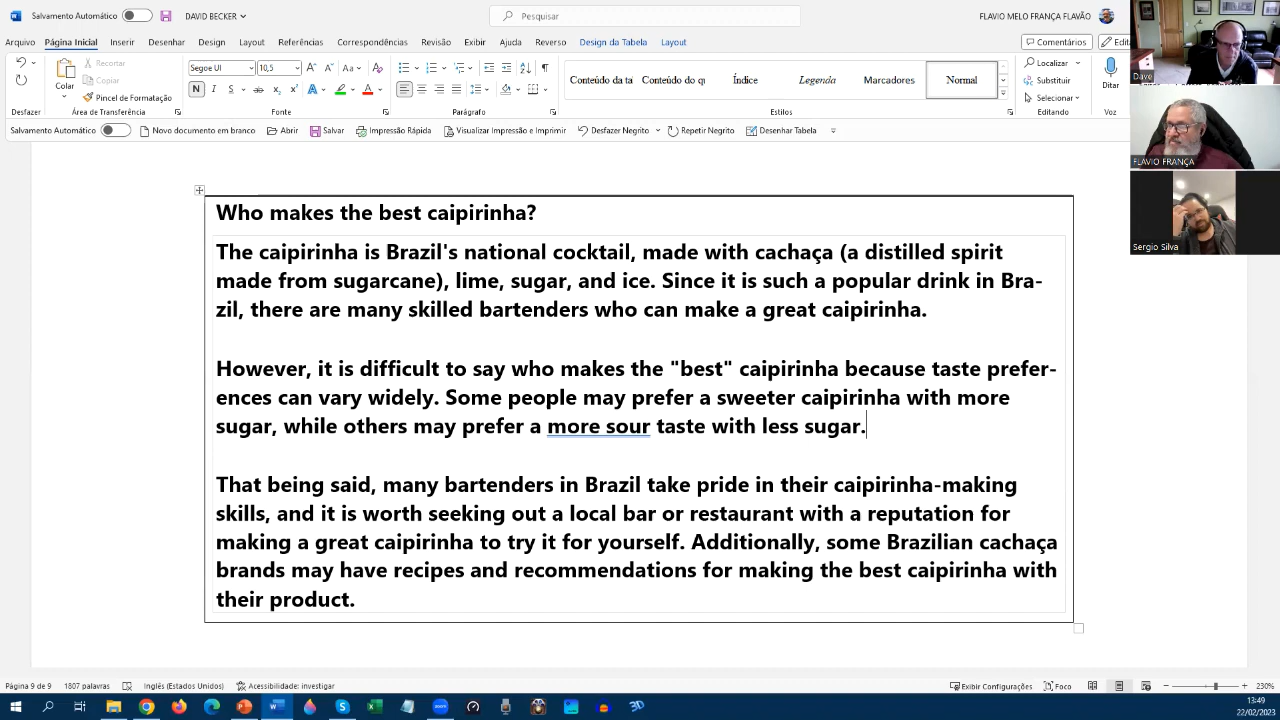 Salvamento Automático
DAVID BECKER
Pesquisar
FLAVIO MELO FRANÇA FLAVÃO
Arquivo
Página Inicial
Inserir
Desenhar
Design
Layout
Referências
Correspondências
Revisão
Exibir
Ajuda
Reverso
Design da Tabela
Layout
Comentários
Colar
Recortar
Copiar
Pincel de Formatação
Segoe UI
10,5
Conteúdo da ta
Conteúdo do q
Índice
Legenda
Marcadores
Normal
Localizar
Substituir
Selecionar
Ditar
Desfazer
Área de Transferência
Fonte
Parágrafo
Estilos
Editando
Voz
Salvamento Automático
Novo documento em branco
Abrir
Salvar
Impressão Rápida
Visualizar Impressão e Imprimir
Desfazer Negrito
Repetir Negrito
Desenhar Tabela
Dave
FLAVIO FRANÇA
Sergio Silva
Who makes the best caipirinha?
The caipirinha is Brazil's national cocktail, made with cachaça (a distilled spirit
made from sugarcane), lime, sugar, and ice. Since it is such a popular drink in Bra-
zil, there are many skilled bartenders who can make a great caipirinha.
However, it is difficult to say who makes the "best" caipirinha because taste prefer-
ences can vary widely. Some people may prefer a sweeter caipirinha with more
sugar, while others may prefer a more sour taste with less sugar.
That being said, many bartenders in Brazil take pride in their caipirinha-making
skills, and it is worth seeking out a local bar or restaurant with a reputation for
making a great caipirinha to try it for yourself. Additionally, some Brazilian cachaça
brands may have recipes and recommendations for making the best caipirinha with
their product.
Página 9 de 9
1807 palavras
Inglês (Estados Unidos)
Acessibilidade: investigar
Exibir Configurações
Foco
230%
13:49
22/02/2023